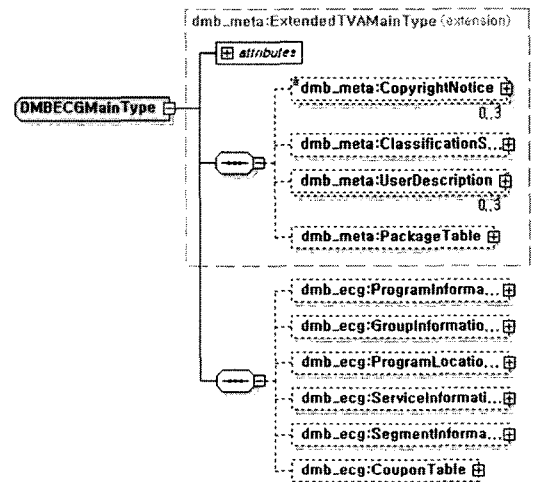 dmb_meta:ExtendedTVAMainType (extension)
attributes
DMBECGMainType
dmb_meta:CopyrightNotice
0..3
dmb_meta:ClassificationS...
dmb_meta:UserDescription
0..3
dmb_meta:PackageTable
dmb_ecg:ProgramInforma...
dmb_ecg:GroupInformatio...
dmb_ecg:ProgramLocatio...
dmb_ecg:ServiceInformati...
dmb_ecg:SegmentInforma...
dmb_ecg:CouponTable